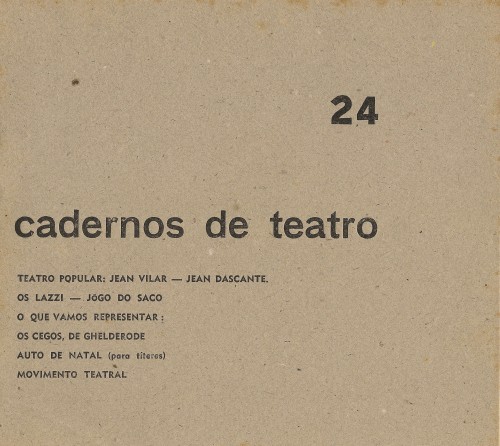 24
cadernos de teatro
TEATRO POPULAR: JEAN VILAR — JEAN DASCANTE.
OS LAZZI — JÔGO DO SACO
O QUE VAMOS REPRESENTAR:
OS CEGOS, DE GHELDERODE
AUTO DE NATAL (para titeres)
MOVIMENTO TEATRAL